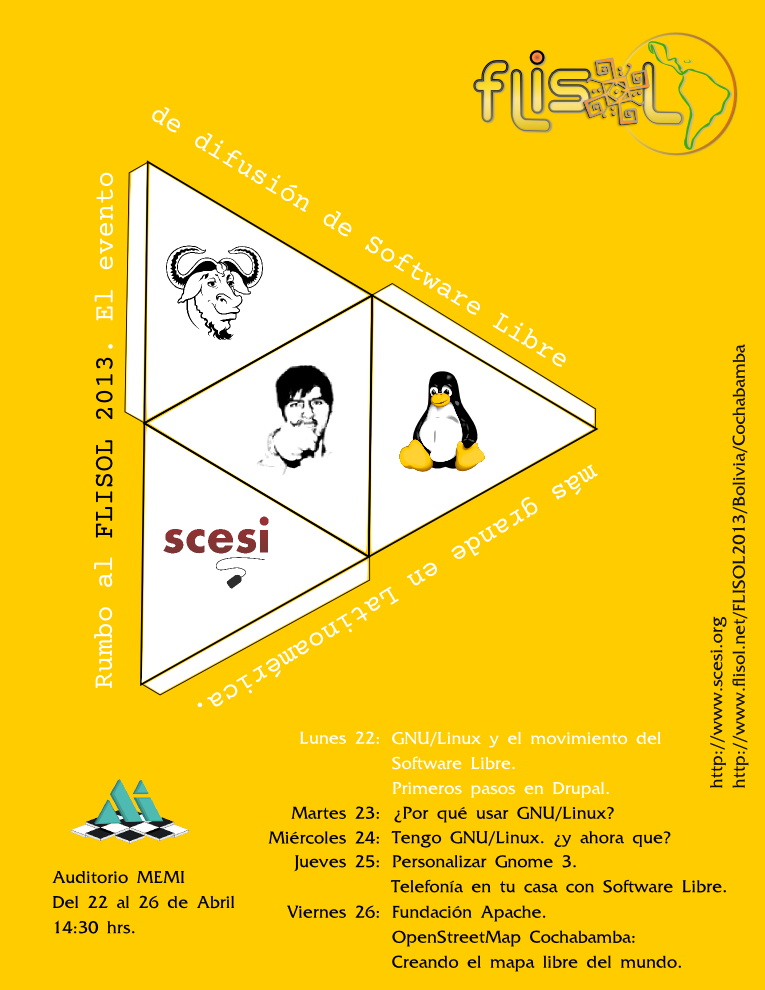 FLISOL
Rumbo al FLISOL 2013. El evento
de difusión de Software Libre
más grande en Latinoamérica.
scesi
http://www.scesi.org
http://www.flisol.net/FLISOL2013/Bolivia/Cochabamba
Lunes 22: GNU/Linux y el movimiento del
Software Libre.
Primeros pasos en Drupal.
Martes 23: ¿Por qué usar GNU/Linux?
Miércoles 24: Tengo GNU/Linux. ¿y ahora que?
Jueves 25: Personalizar Gnome 3.
Telefonía en tu casa con Software Libre.
Viernes 26: Fundación Apache.
OpenStreetMap Cochabamba:
Creando el mapa libre del mundo.
Auditorio MEMI
Del 22 al 26 de Abril
14:30 hrs.